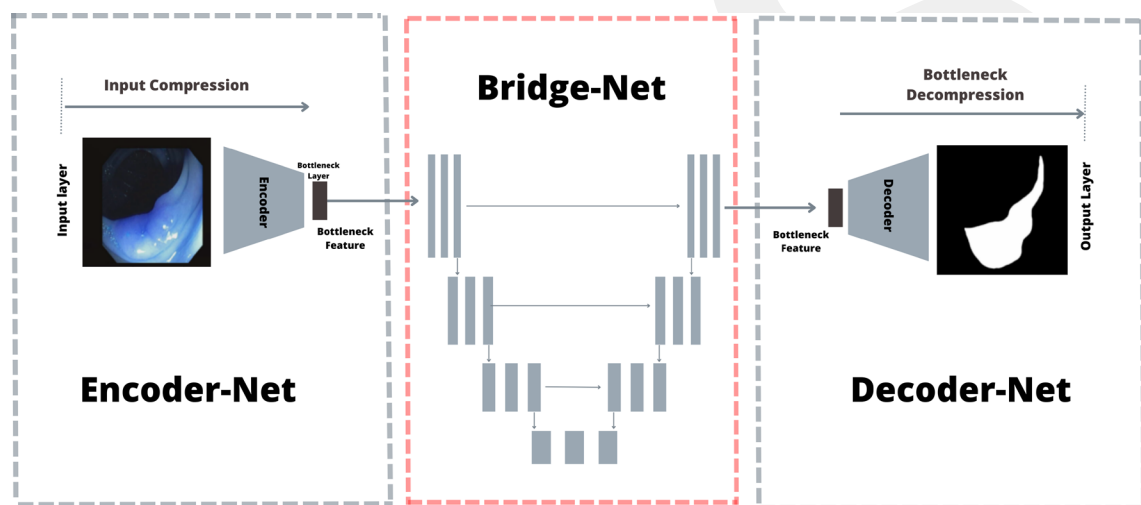 Input Compression
Input layer
Encoder
Bottleneck
Layer
Bottleneck
Feature
Encoder-Net
Bridge-Net
Bottleneck
Decompression
Bottleneck
Feature
Decoder
Output Layer
Decoder-Net